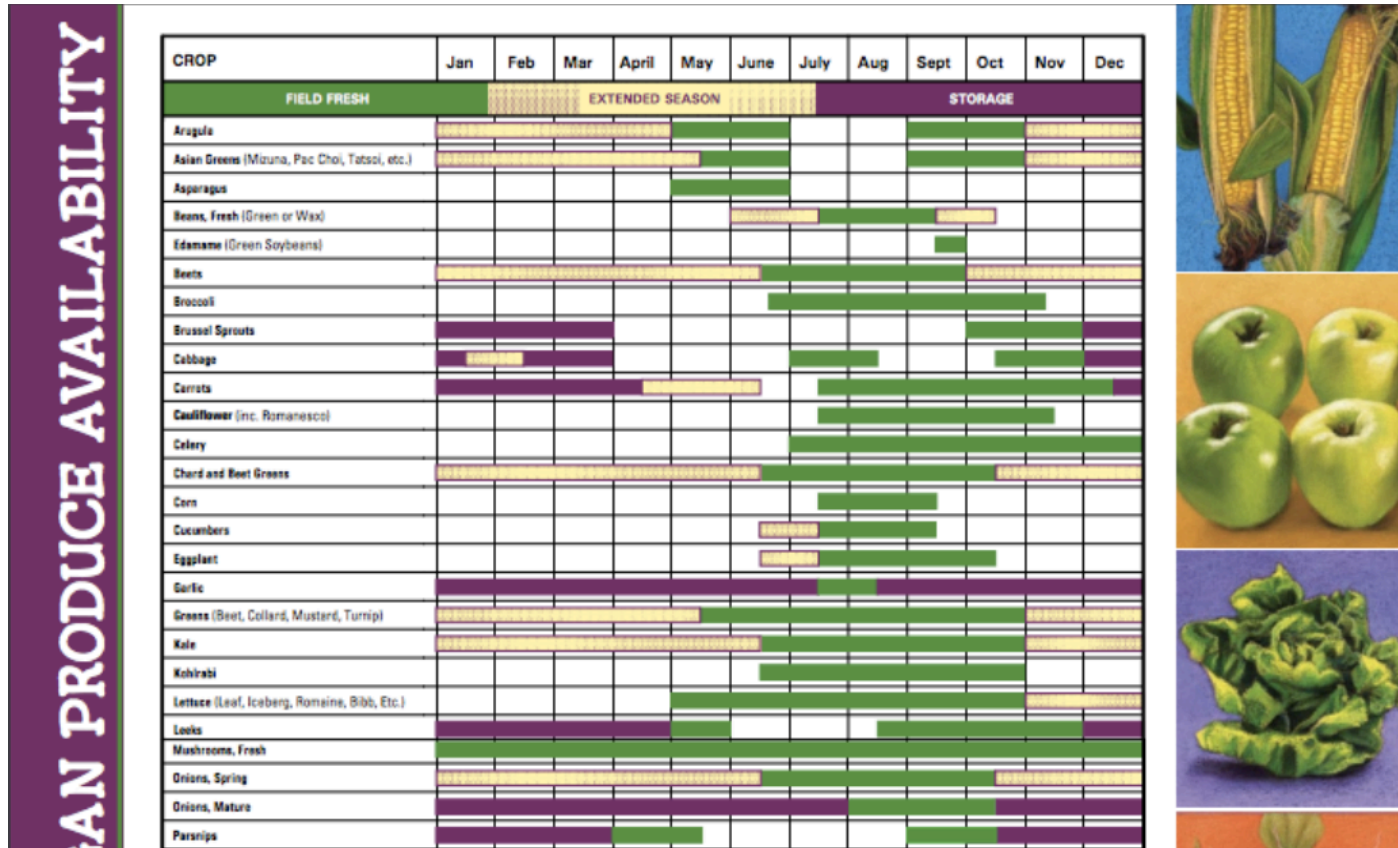 AN PRODUCE AVAILABILITY
CROP Jan Feb Mar April May June July Aug Sept Oct Nov Dec
FIELD FRESH EXTENDED SEASON STORAGE
Arugula
Asian Greens (Mizuna, Pac Choi, Tatsoi, etc.)
Asparagus
Beans, Fresh (Green or Wax)
Edamame (Green Soybeans)
Beets
Broccoli
Brussel Sprouts
Cabbage
Carrots
Cauliflower (inc. Romanesco)
Celery
Chard and Beet Greens
Corn
Cucumbers
Eggplant
Garlic
Greens (Beet, Collard, Mustard, Turnip)
Kale
Kohlrabi
Lettuce (Leaf, Iceberg, Romaine, Bibb, Etc.)
Leeks
Mushrooms, Fresh
Onions, Spring
Onions, Mature
Parsnips